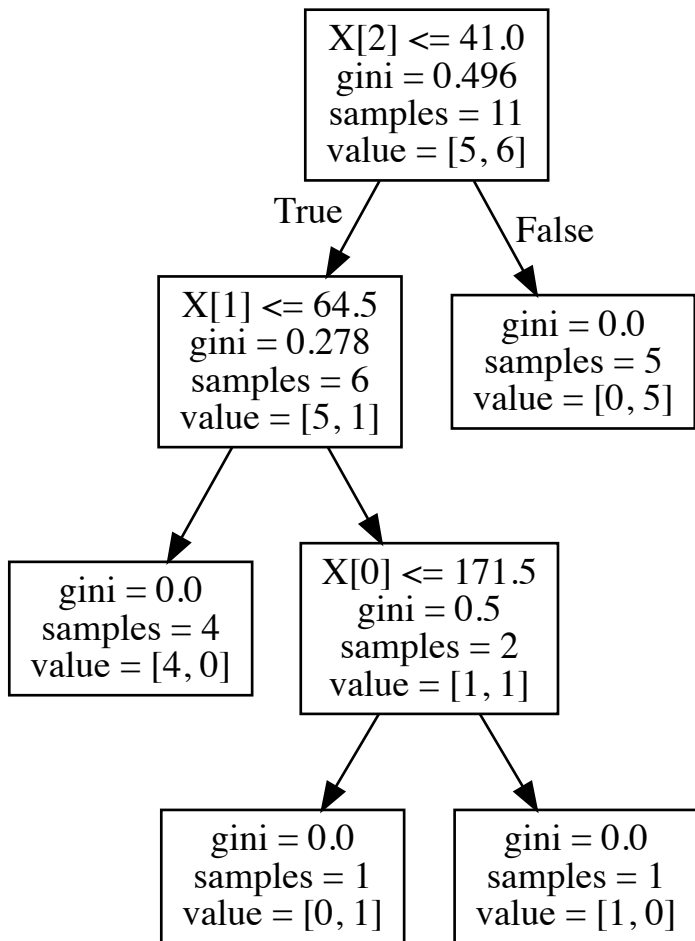 X[2] <= 41.0
gini = 0.496
samples = 11
value = [5, 6]
True
False
X[1] <= 64.5
gini = 0.278
samples = 6
value = [5, 1]
gini = 0.0
samples = 5
value = [0, 5]
gini = 0.0
samples = 4
value = [4, 0]
X[0] <= 171.5
gini = 0.5
samples = 2
value = [1, 1]
gini = 0.0
samples = 1
value = [0, 1]
gini = 0.0
samples = 1
value = [1, 0]